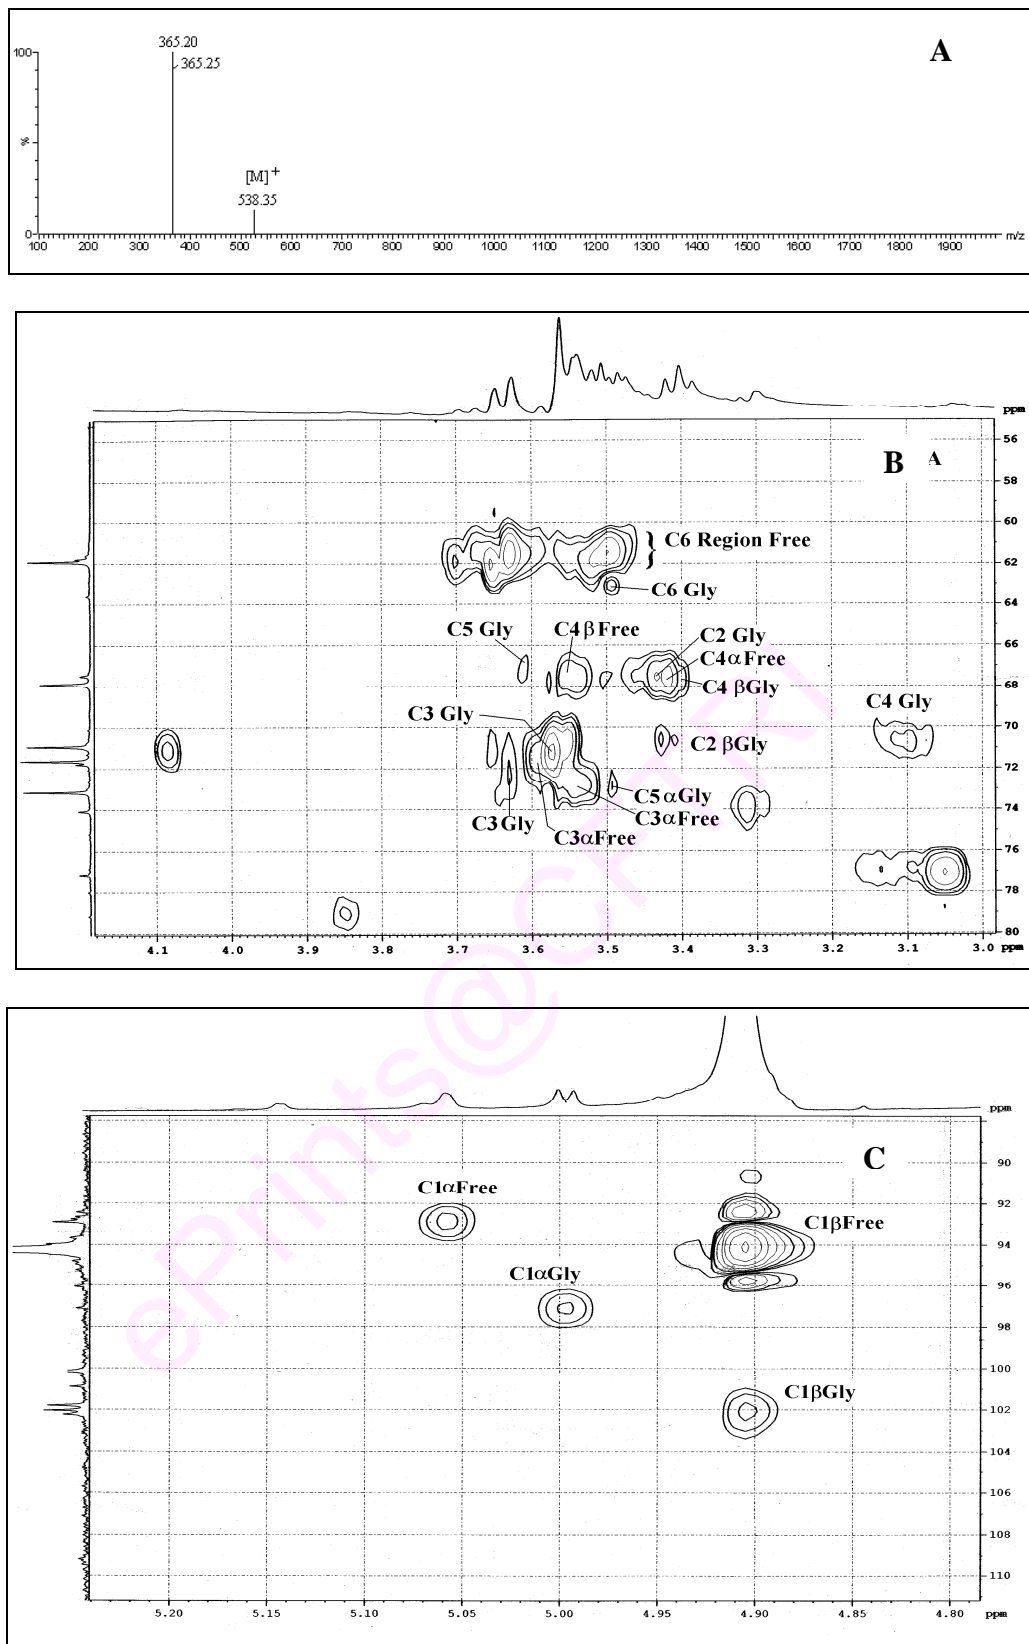 365.20
A
100
365.25
%
[M]+
538.35
0
100 200 300 400 500 600 700 800 900 1000 1100 1200 1300 1400 1500 1600 1700 1800 1900 m/z
ppm
56
B A
58
60
C6 Region Free
62
C6 Gly
64
C5 Gly C4 β Free C2 Gly
66
C4 α Free
68
C4 βGly
C3 Gly C4 Gly
70
C2 βGly
72
C5 αGly
C3 Gly C3αFree
74
C3αFree
76
78
80
4.1 4.0 3.9 3.8 3.7 3.6 3.5 3.4 3.3 3.2 3.1 3.0 ppm
ppm
90
C
C1αFree
92
C1βFree
94
C1αGly
96
98
100
C1βGly
102
104
106
108
110
5.20 5.15 5.10 5.05 5.00 4.95 4.90 4.85 4.80
ePrints@CFTRI